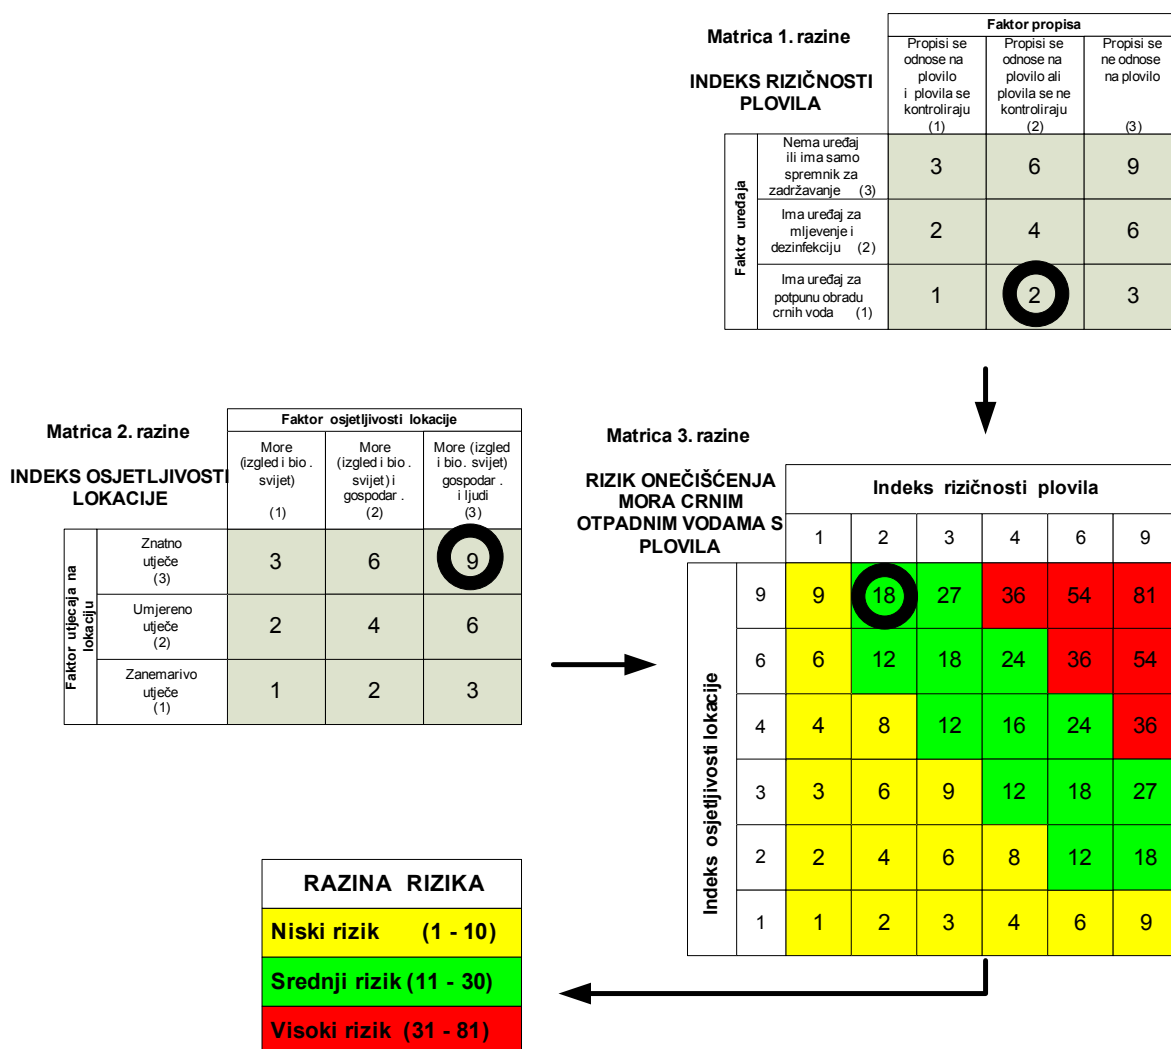 Matrica 1. razine
INDEKS RIZIČNOSTI
PLOVILA
Faktor propisa
Propisi se
odnose na
plovilo
i plovila se
kontroliraju
(1)
Propisi se
odnose na
plovilo ali
plovila se ne
kontroliraju
(2)
Propisi se
ne odnose
na plovilo
(3)
Faktor uređaja
Nema uređaj
ili ima samo
spremnik za
zadržavanje (3)
3 6 9
Ima uređaj za
mljevenje i
dezinfekciju (2)
2 4 6
Ima uređaj za
potpunu obradu
crnih voda (1)
1 2 3
Matrica 2. razine
INDEKS OSJETLJIVOSTI
LOKACIJE
Faktor osjetljivosti lokacije
More
(izgled i bio.
svijet)
(1)
More
(izgled i bio.
svijet) i
gospodar.
(2)
More (izgled
i bio. svijet)
gospodar.
i ljudi
(3)
Faktor utjecaja na
lokaciju
Znatno
utječe
(3)
3 6 9
Umjereno
utječe
(2)
2 4 6
Zanemarivo
utječe
(1)
1 2 3
Matrica 3. razine
RIZIK ONEČIŠĆENJA
MORA CRNIM
OTPADNIM VODAMA S
PLOVILA
Indeks rizičnosti plovila
1 2 3 4 6 9
Indeks osjetljivosti lokacije
9 9 18 27 36 54 81
6 6 12 18 24 36 54
4 4 8 12 16 24 36
3 3 6 9 12 18 27
2 2 4 6 8 12 18
1 1 2 3 4 6 9
RAZINA RIZIKA
Niski rizik (1 - 10)
Srednji rizik (11 - 30)
Visoki rizik (31 - 81)